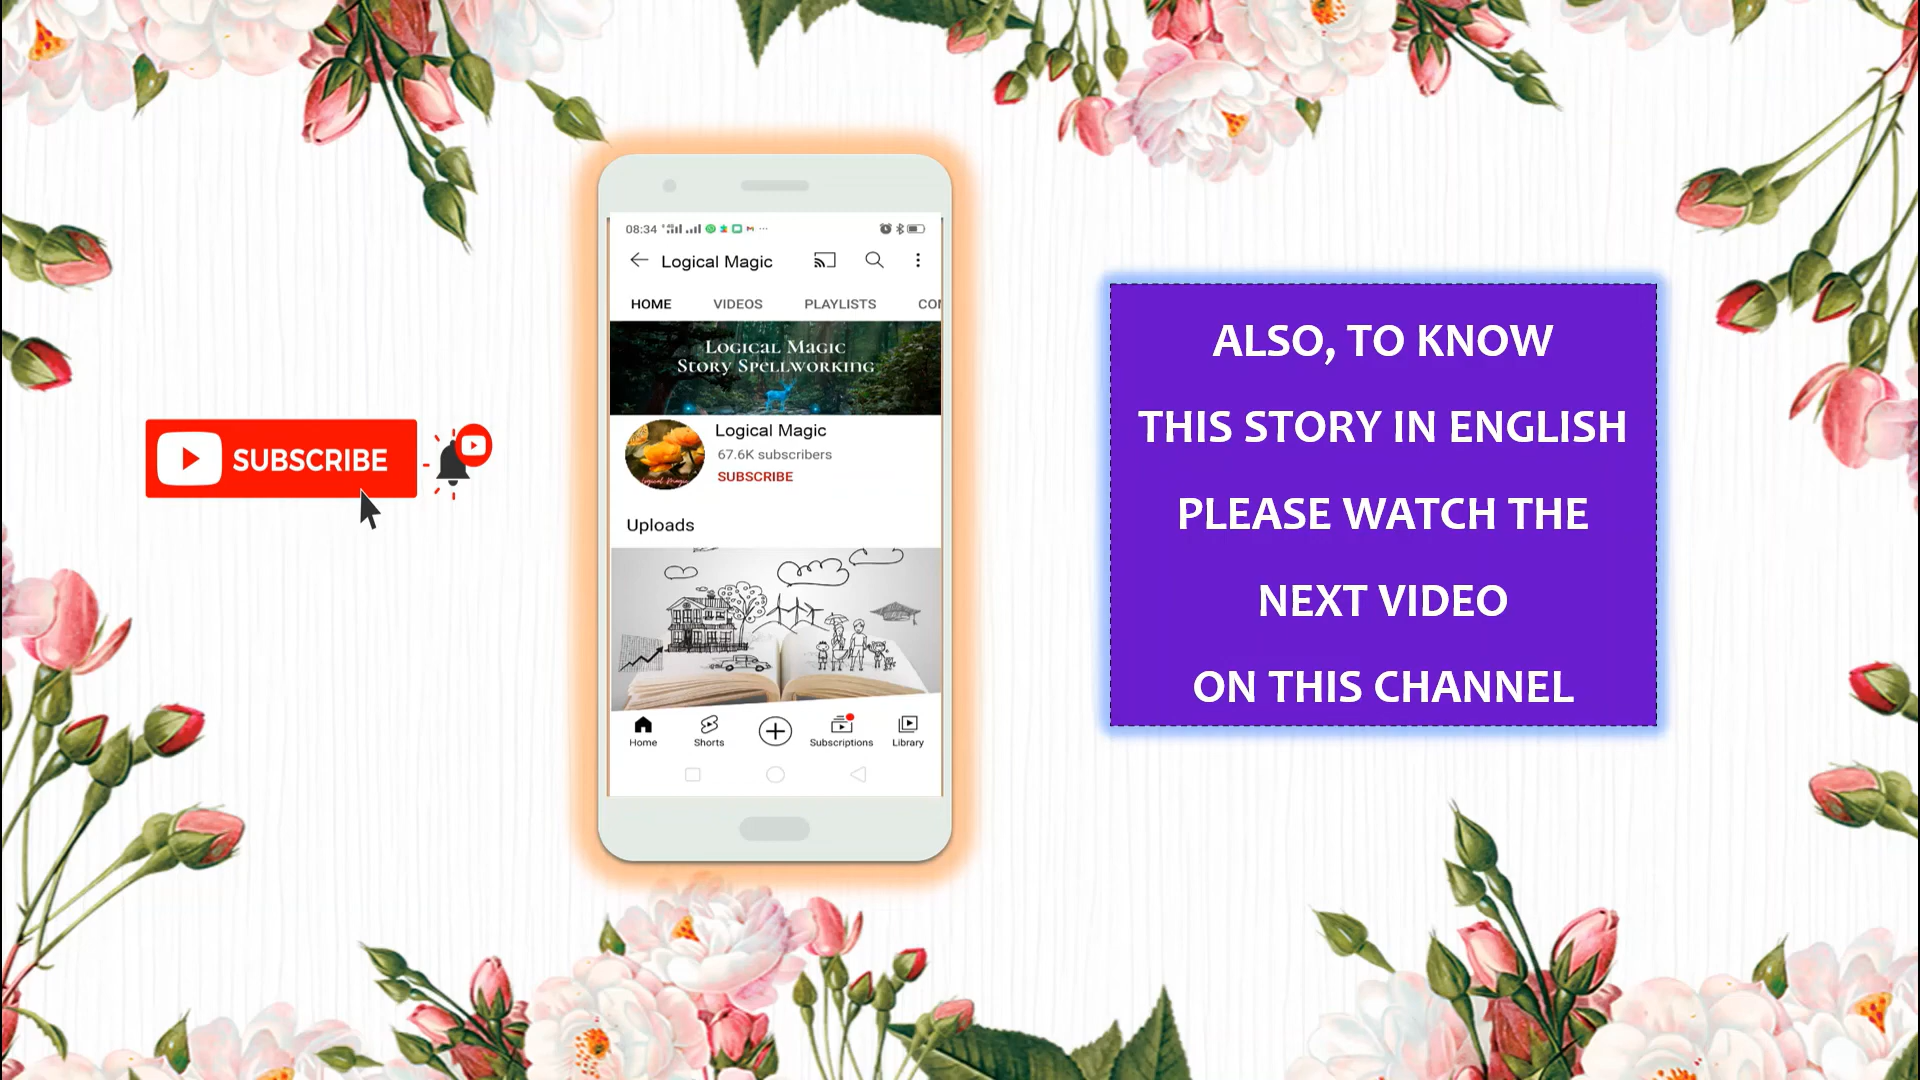 SUBSCRIBE
08:34
Logical Magic
HOME VIDEOS PLAYLISTS CO
LOGICAL MAGIC
STORY SPELLWORKING
Logical Magic
67.6K subscribers
SUBSCRIBE
Uploads
Home Shorts Subscriptions Library
ALSO, TO KNOW
THIS STORY IN ENGLISH
PLEASE WATCH THE
NEXT VIDEO
ON THIS CHANNEL